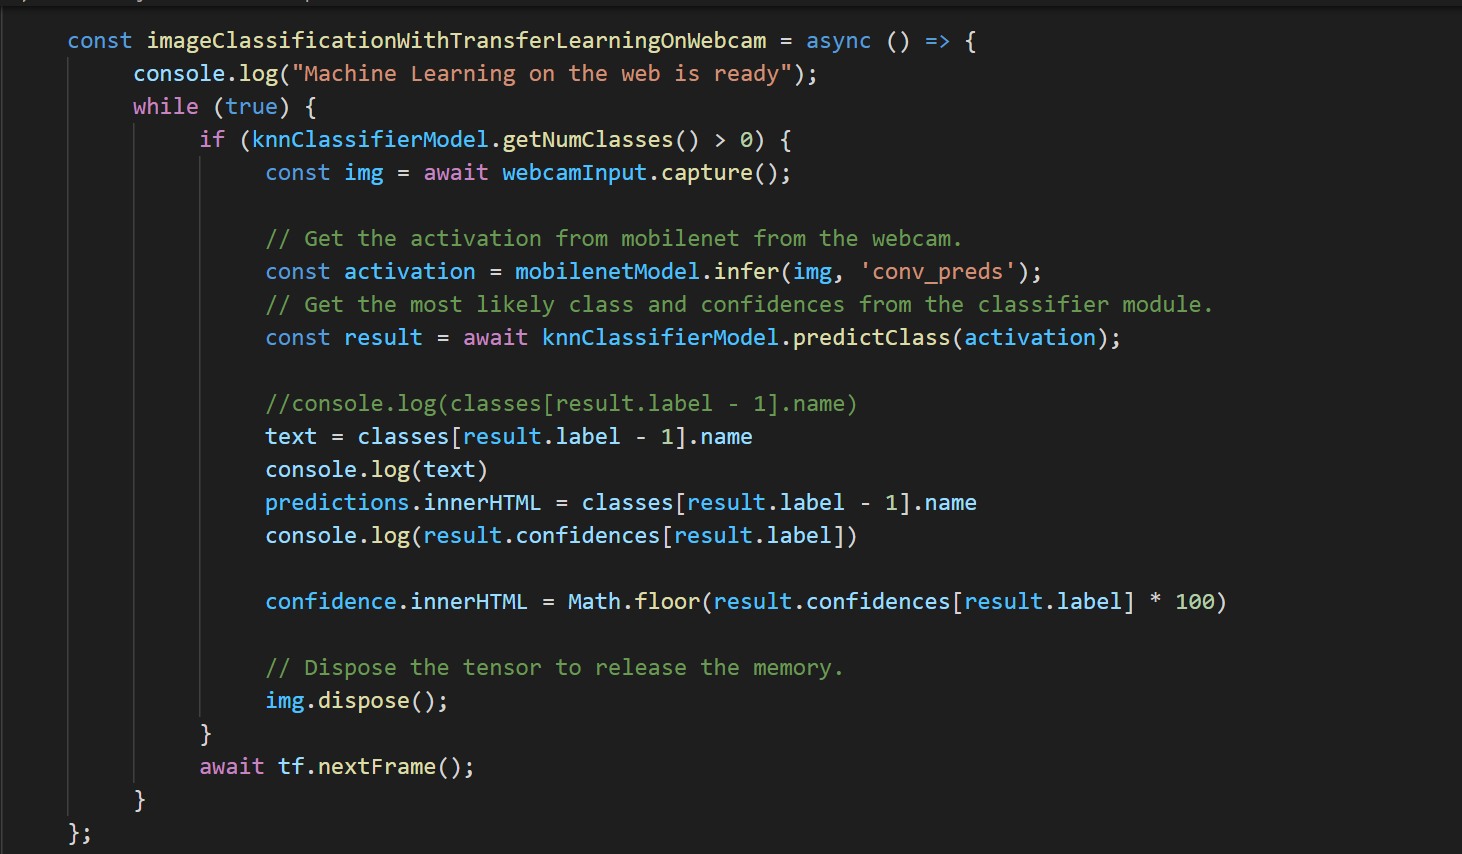 const imageClassificationWithTransferLearningOnWebcam = async () => {
console.log("Machine Learning on the web is ready");
while (true) {
if (knnClassifierModel.getNumClasses() > 0) {
const img = await webcamInput.capture();
// Get the activation from mobilenet from the webcam.
const activation = mobilenetModel.infer(img, 'conv_preds');
// Get the most likely class and confidences from the classifier module.
const result = await knnClassifierModel.predictClass(activation);
//console.log(classes[result.label - 1].name)
text = classes[result.label - 1].name
console.log(text)
predictions.innerHTML = classes[result.label - 1].name
console.log(result.confidences[result.label])
confidence.innerHTML = Math.floor(result.confidences[result.label] * 100)
// Dispose the tensor to release the memory.
img.dispose();
}
await tf.nextFrame();
}
};